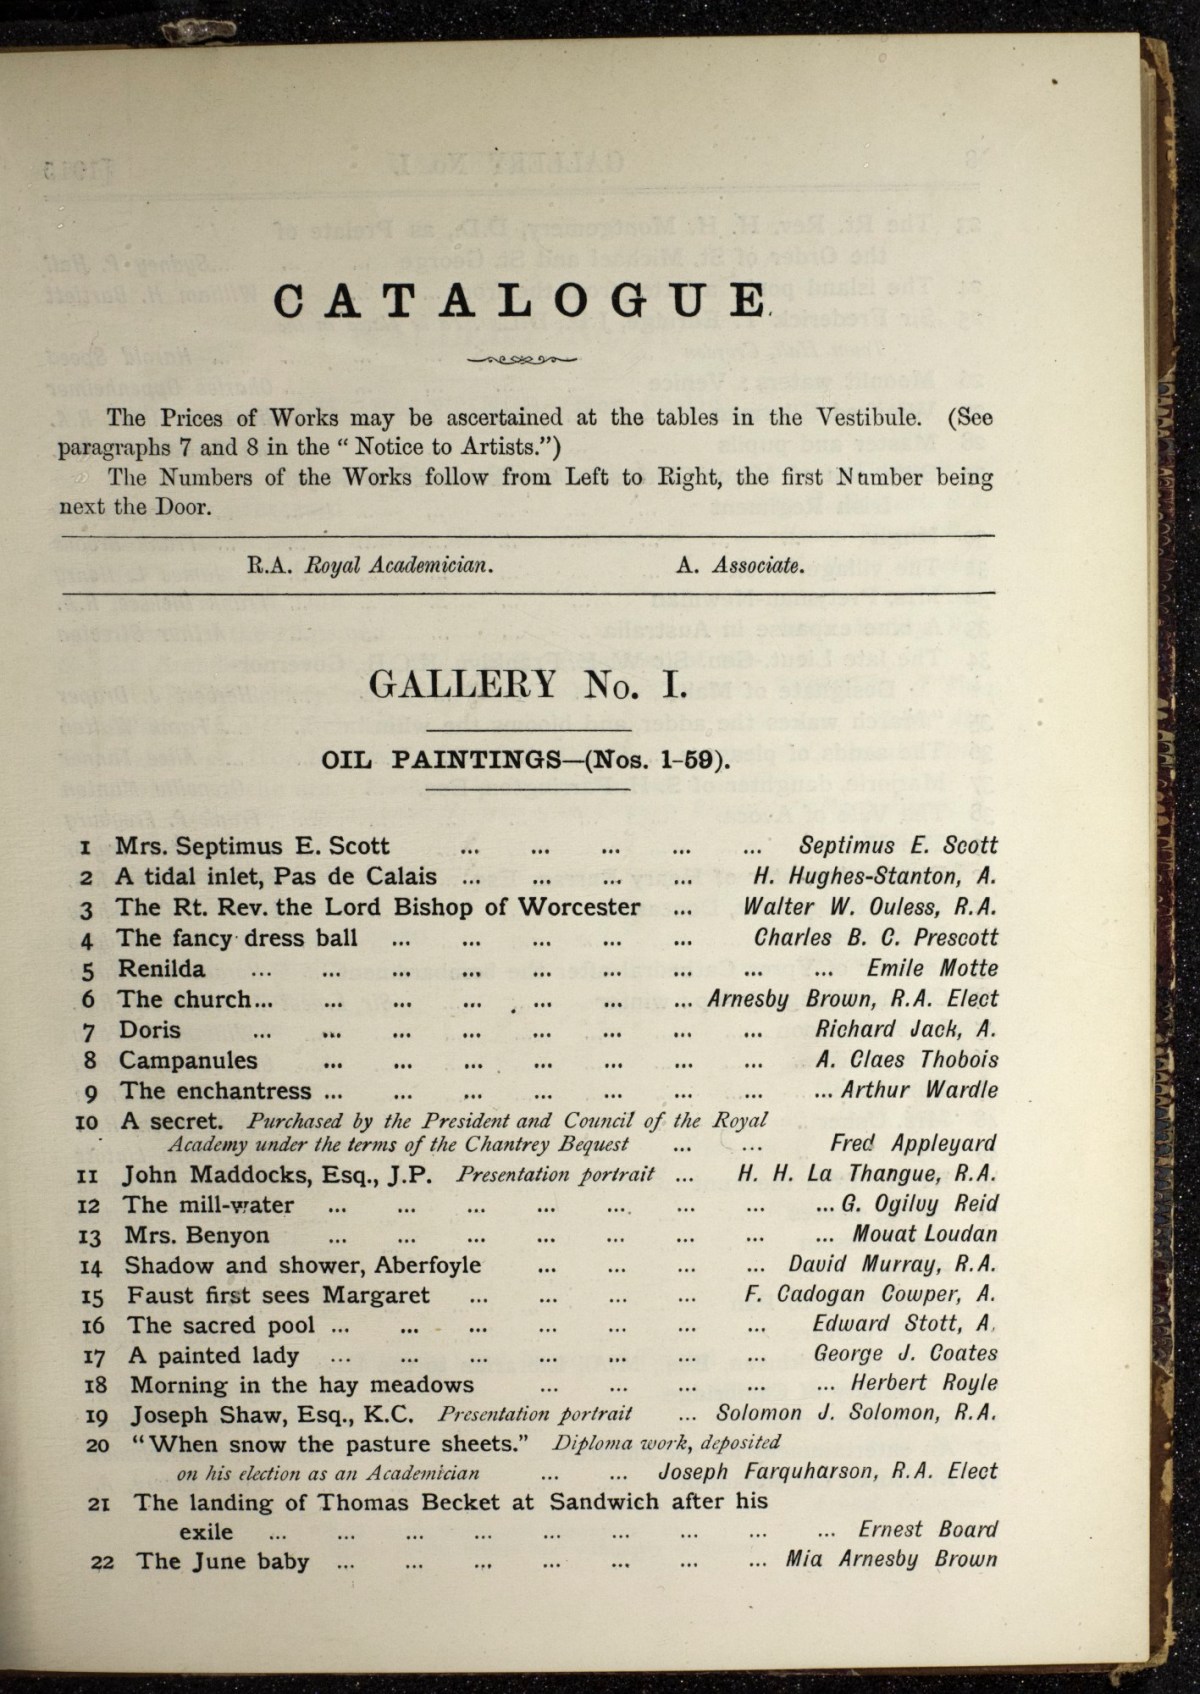 CATALOGUE.
The Prices of Works may be ascertained at the tables in the Vestibule. (See
paragraphs 7 and 8 in the “ Notice to Artists.”)
The Numbers of the Works follow from Left to Right, the first Number being
next the Door.
R.A. Royal Academician. A. Associate.
GALLERY No. I.
OIL PAINTINGS—(Nos. 1-59).
1 Mrs. Septimus E. Scott ... ... ... ... ... Septimus E. Scott
2 A tidal inlet, Pas de Calais ... ... ... ... H. Hughes-Stanton, A.
3 The Rt. Rev. the Lord Bishop of Worcester ... Walter W. Ouless, R.A.
4 The fancy dress ball ... ... ... ... ... Charles B. C. Prescott
5 Renilda ... ... ... ... ... ... ... ... ... Emile Motte
6 The church... ... ... ... ... ... ... Arnesby Brown, R.A. Elect
7 Doris ... ... ... ... ... ... ... ... Richard Jack, A.
8 Campanules ... ... ... ... ... ... ... A. Claes Thobois
9 The enchantress ... ... ... ... ... ... ... ... Arthur Wardle
10 A secret. Purchased by the President and Council of the Royal
Academy under the terms of the Chantrey Bequest ... ... Fred Appleyard
11 John Maddocks, Esq., J.P. Presentation portrait ... H. H. La Thangue, R.A.
12 The mill-water ... ... ... ... ... ... ... ... G. Ogilvy Reid
13 Mrs. Benyon ... ... ... ... ... ... ... ... Mouat Loudan
14 Shadow and shower, Aberfoyle ... ... ... ... David Murray, R.A.
15 Faust first sees Margaret ... ... ... ... F. Cadogan Cowper, A.
16 The sacred pool ... ... ... ... ... ... ... Edward Stott, A.
17 A painted lady ... ... ... ... ... ... ... George J. Coates
18 Morning in the hay meadows ... ... ... ... ... Herbert Royle
19 Joseph Shaw, Esq., K.C. Presentation portrait ... Solomon J. Solomon, R.A.
20 “When snow the pasture sheets.” Diploma work, deposited
on his election as an Academician ... ... Joseph Farquharson, R.A. Elect
21 The landing of Thomas Becket at Sandwich after his
exile ... ... ... ... ... ... ... ... ... Ernest Board
22 The June baby ... ... ... ... ... ... ... Mia Arnesby Brown